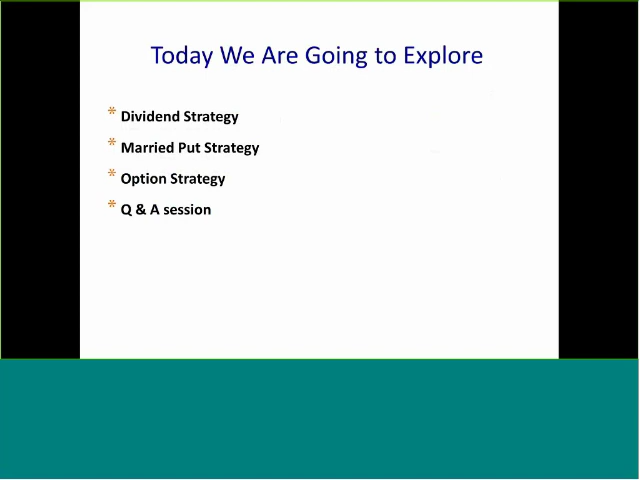 Today We Are Going to Explore
* Dividend Strategy
* Married Put Strategy
* Option Strategy
* Q & A session